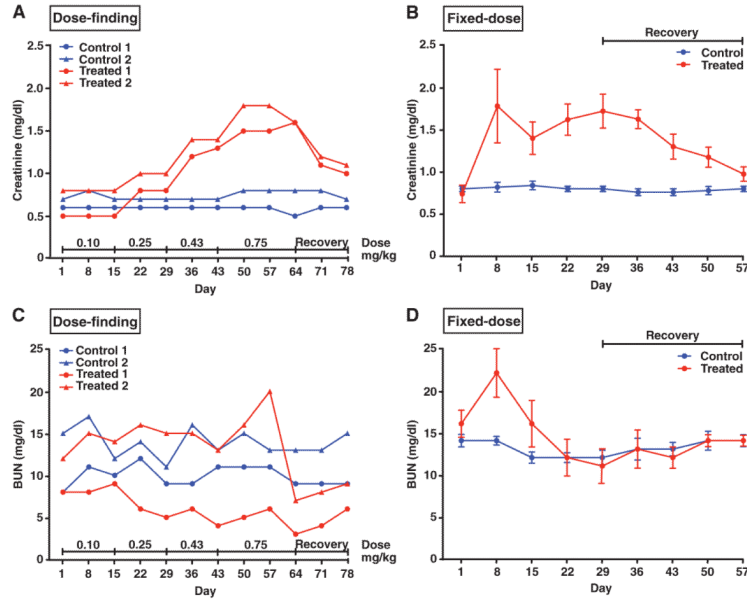 A
Dose-finding
Control 1
Control 2
Treated 1
Treated 2
Creatinine (mg/dl)
2.5
2.0
1.5
1.0
0.5
0
0.10 0.25 0.43 0.75 Recovery Dose
mg/kg
1 8 15 22 29 36 43 50 57 64 71 78
Day
B
Fixed-dose
Recovery
Control
Treated
Creatinine (mg/dl)
2.5
2.0
1.5
1.0
0.5
0
1 8 15 22 29 36 43 50 57
Day
C
Dose-finding
Control 1
Control 2
Treated 1
Treated 2
BUN (mg/dl)
25
20
15
10
5
0
0.10 0.25 0.43 0.75 Recovery Dose
mg/kg
1 8 15 22 29 36 43 50 57 64 71 78
Day
D
Fixed-dose
Recovery
Control
Treated
BUN (mg/dl)
25
20
15
10
5
0
1 8 15 22 29 36 43 50 57
Day